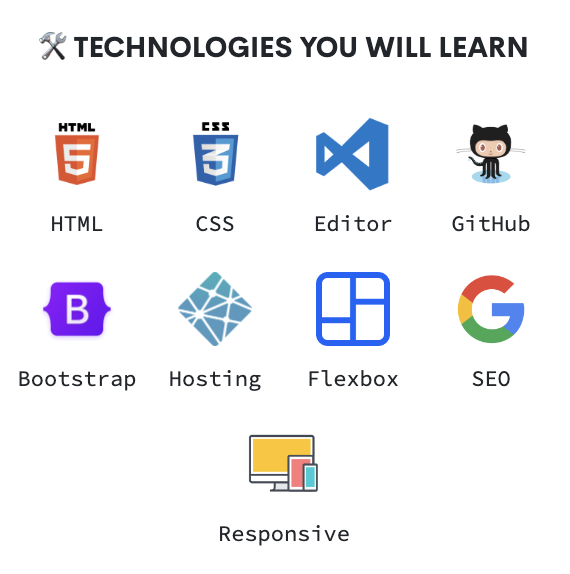 🛠 TECHNOLOGIES YOU WILL LEARN
HTML
5
CSS
3
HTML CSS Editor GitHub
B
G
Bootstrap Hosting Flexbox SEO
Responsive